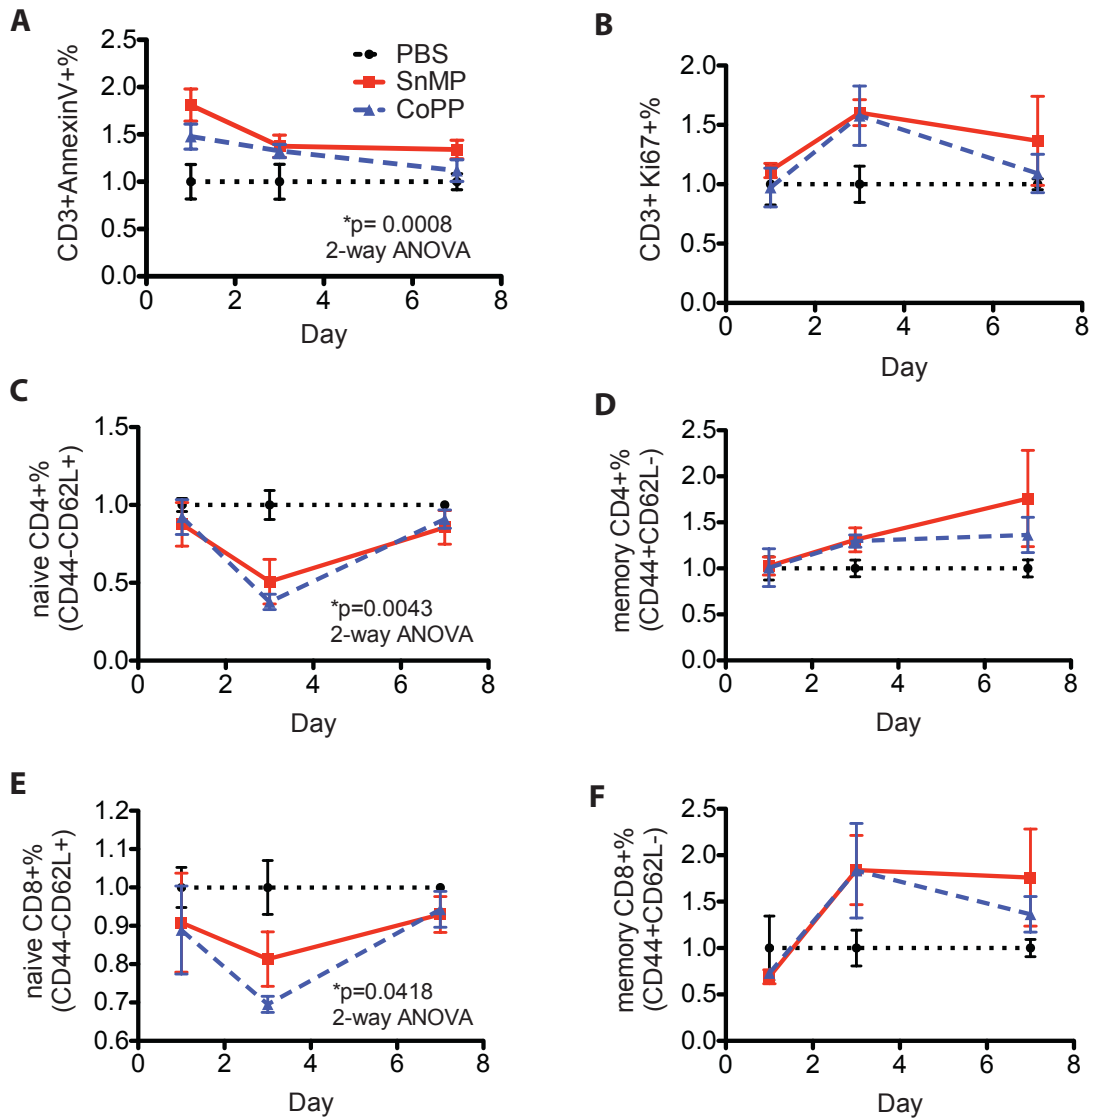 A
CD3+AnnexinV+%
2.5
2.0
1.5
1.0
0.5
0.0
0 2 4 6 8
Day
PBS
SnMP
CoPP
*p= 0.0008
2-way ANOVA
B
CD3+ Ki67+%
2.0
1.5
1.0
0.5
0.0
0 2 4 6 8
Day
C
naive CD4+%
(CD44-CD62L+)
1.5
1.0
0.5
0.0
0 2 4 6 8
Day
*p=0.0043
2-way ANOVA
D
memory CD4+%
(CD44+CD62L-)
2.5
2.0
1.5
1.0
0.5
0.0
0 2 4 6 8
Day
E
naive CD8+%
(CD44-CD62L+)
1.2
1.1
1.0
0.9
0.8
0.7
0.6
0 2 4 6 8
Day
*p=0.0418
2-way ANOVA
F
memory CD8+%
(CD44+CD62L-)
2.5
2.0
1.5
1.0
0.5
0.0
0 2 4 6 8
Day